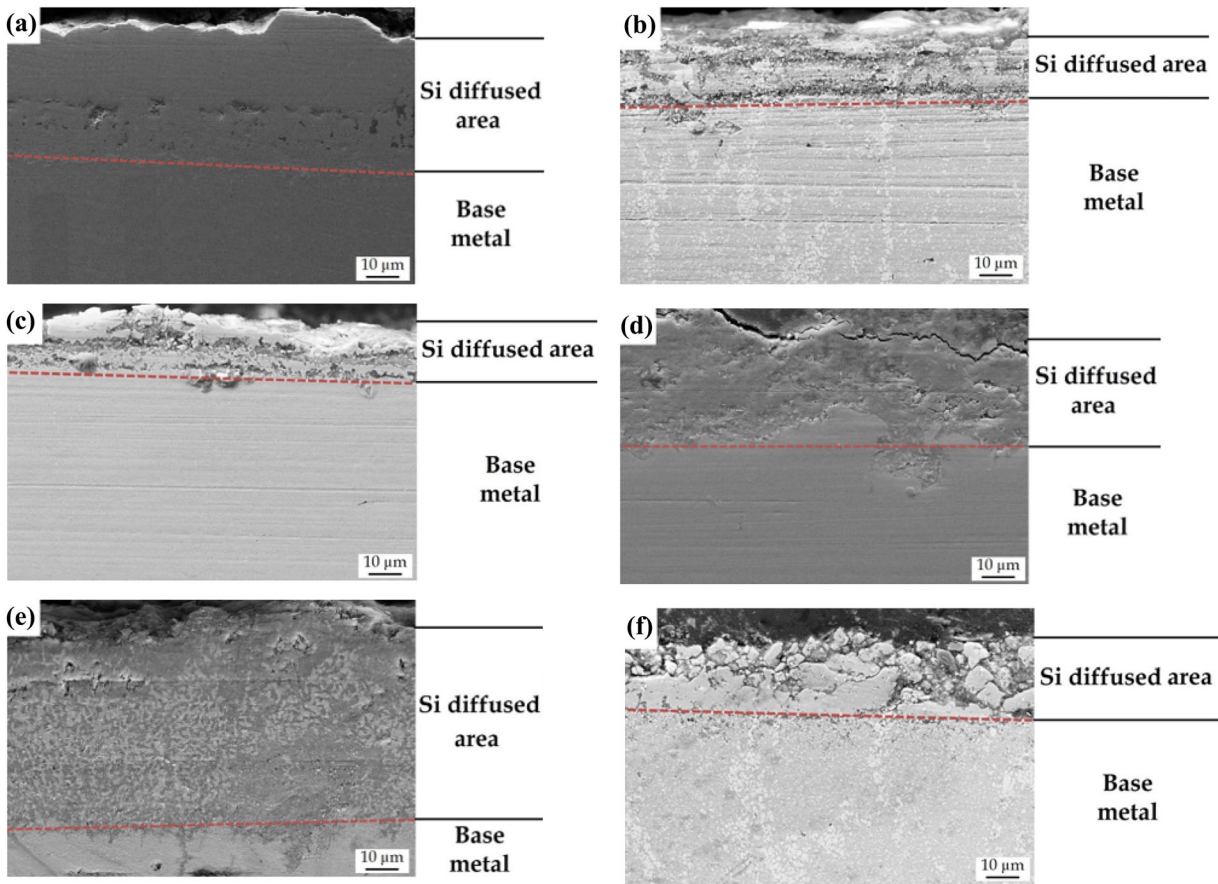 (a)
Si diffused
area
Base
metal
10 μm
(b)
Si diffused area
Base
metal
10 μm
(c)
Si diffused area
Base
metal
10 μm
(d)
Si diffused
area
Base
metal
10 μm
(e)
Si diffused
area
Base
metal
10 μm
(f)
Si diffused area
Base
metal
10 μm